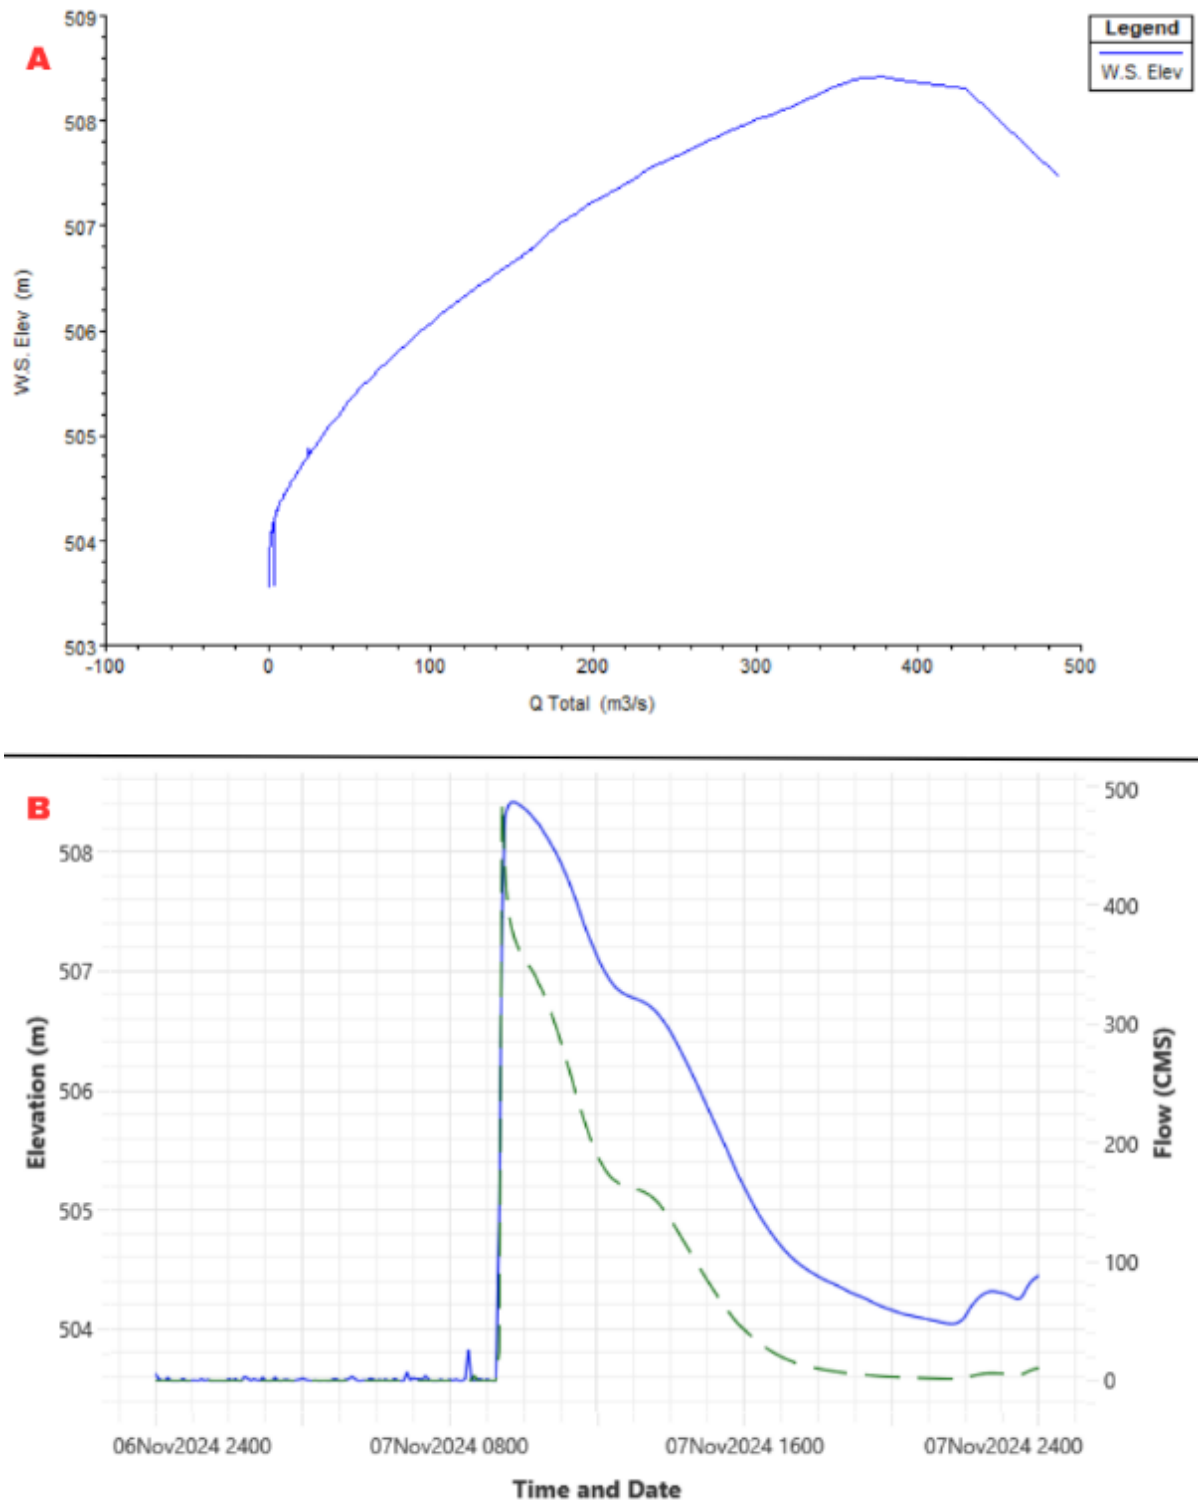 A
509
508
507
506
505
504
503
W.S. Elev (m)
-100 0 100 200 300 400 500
Q Total (m3/s)
Legend
W.S. Elev
B
508
507
506
505
504
Elevation (m)
500
400
300
200
100
0
Flow (CMS)
06Nov2024 2400 07Nov2024 0800 07Nov2024 1600 07Nov2024 2400
Time and Date